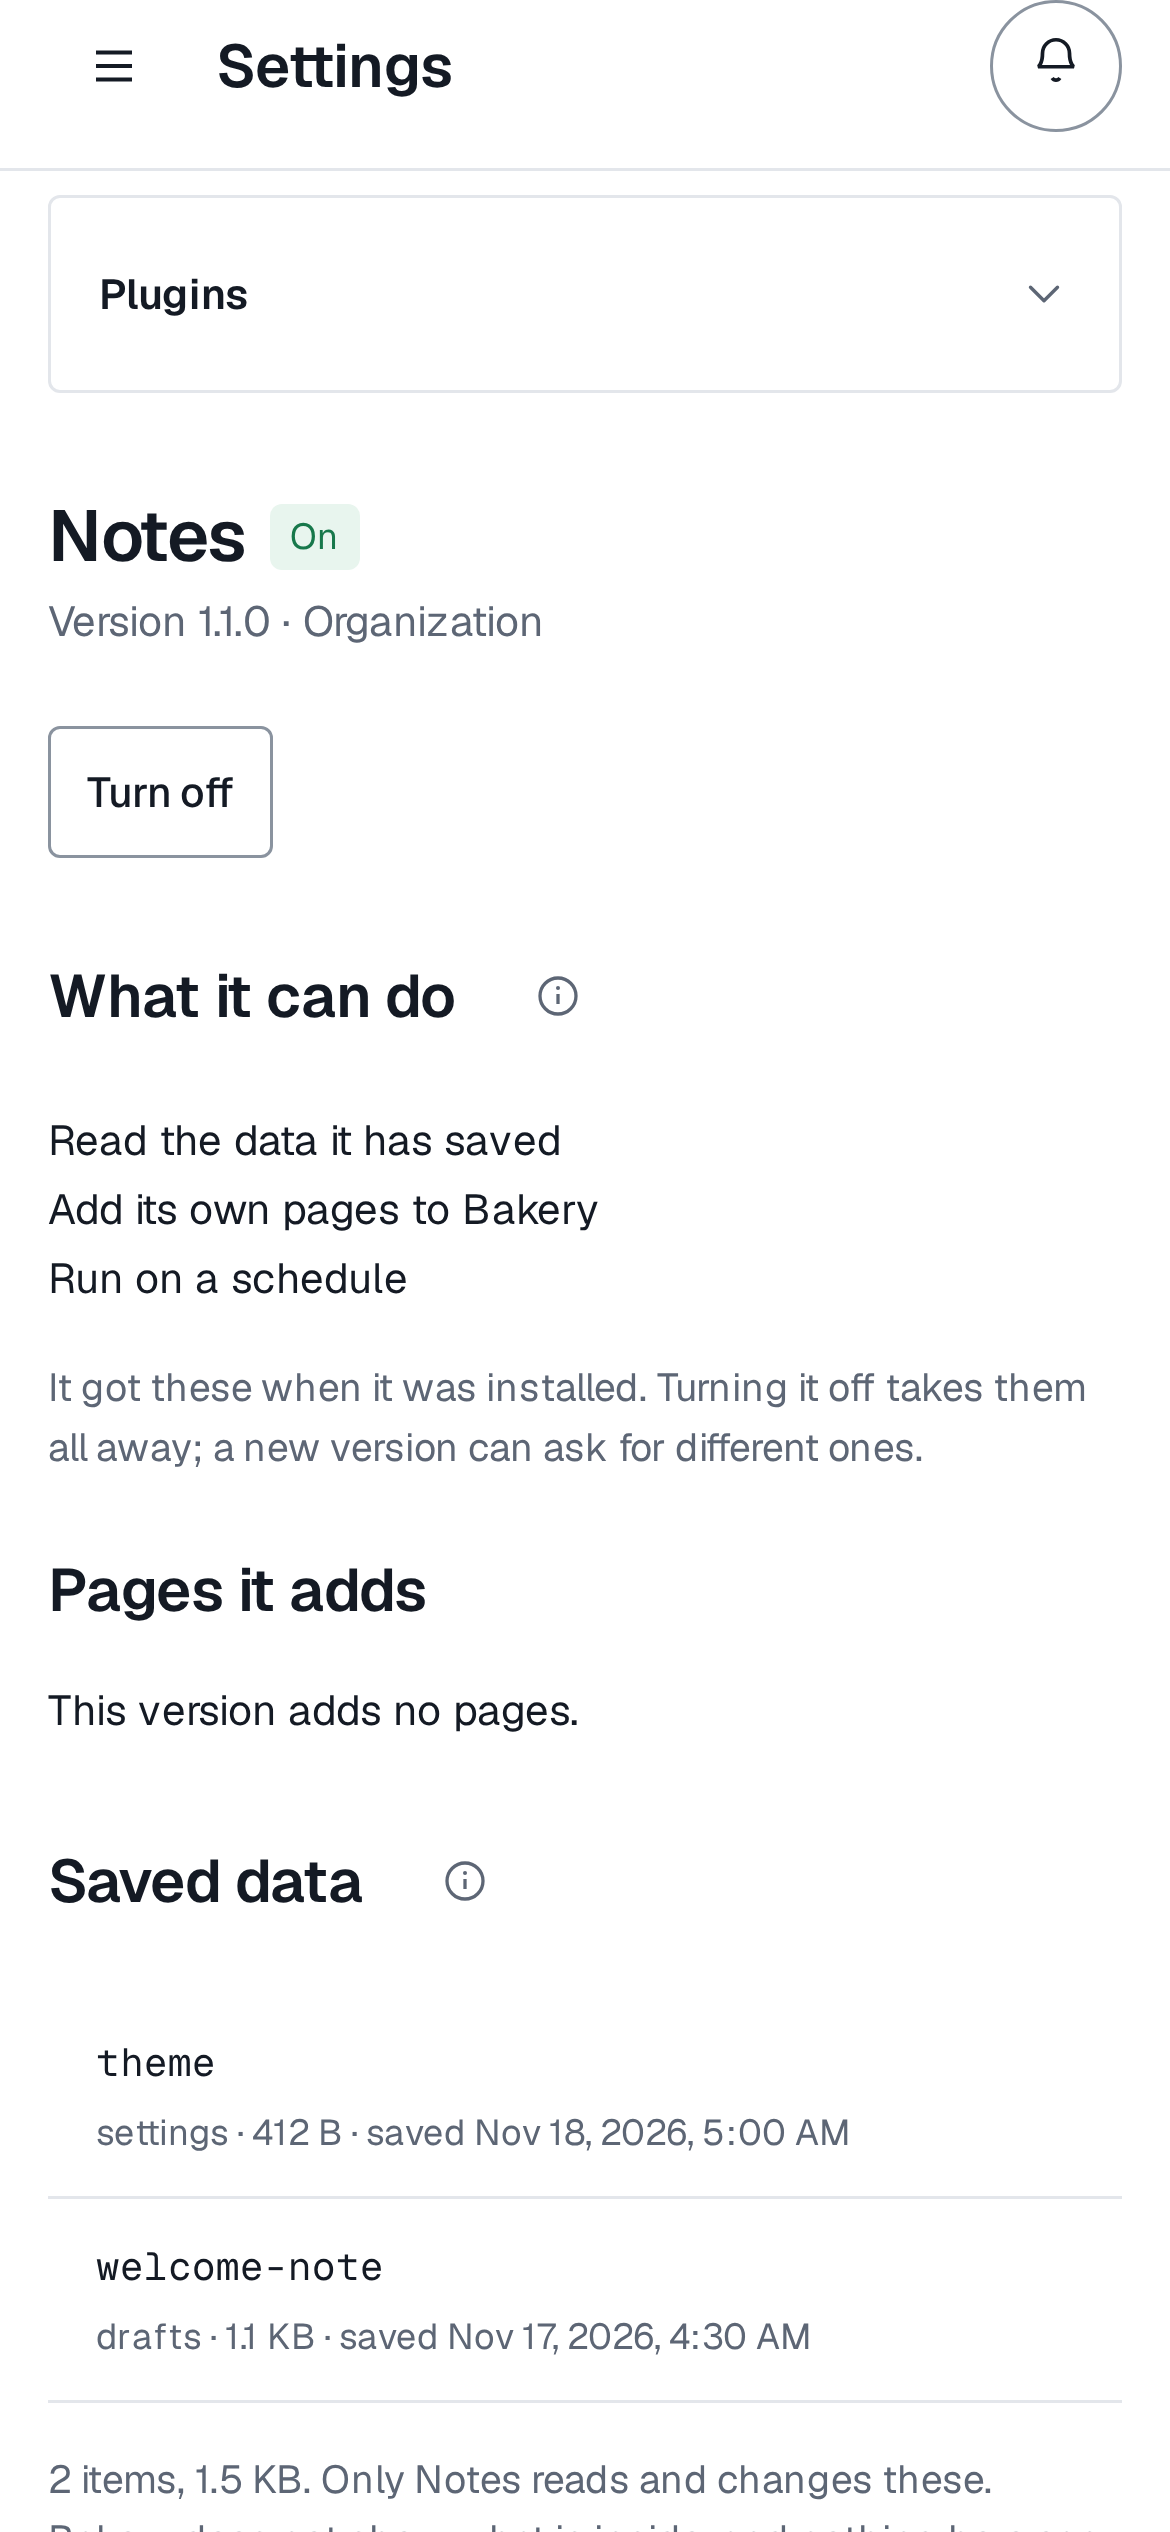 Settings
Plugins
Notes On
Version 1.1.0 · Organization
Turn off
What it can do
Read the data it has saved
Add its own pages to Bakery
Run on a schedule
It got these when it was installed. Turning it off takes them
all away; a new version can ask for different ones.
Pages it adds
This version adds no pages.
Saved data
theme
settings · 412 B · saved Nov 18, 2026, 5:00 AM
welcome-note
drafts · 1.1 KB · saved Nov 17, 2026, 4:30 AM
2 items, 1.5 KB. Only Notes reads and changes these.